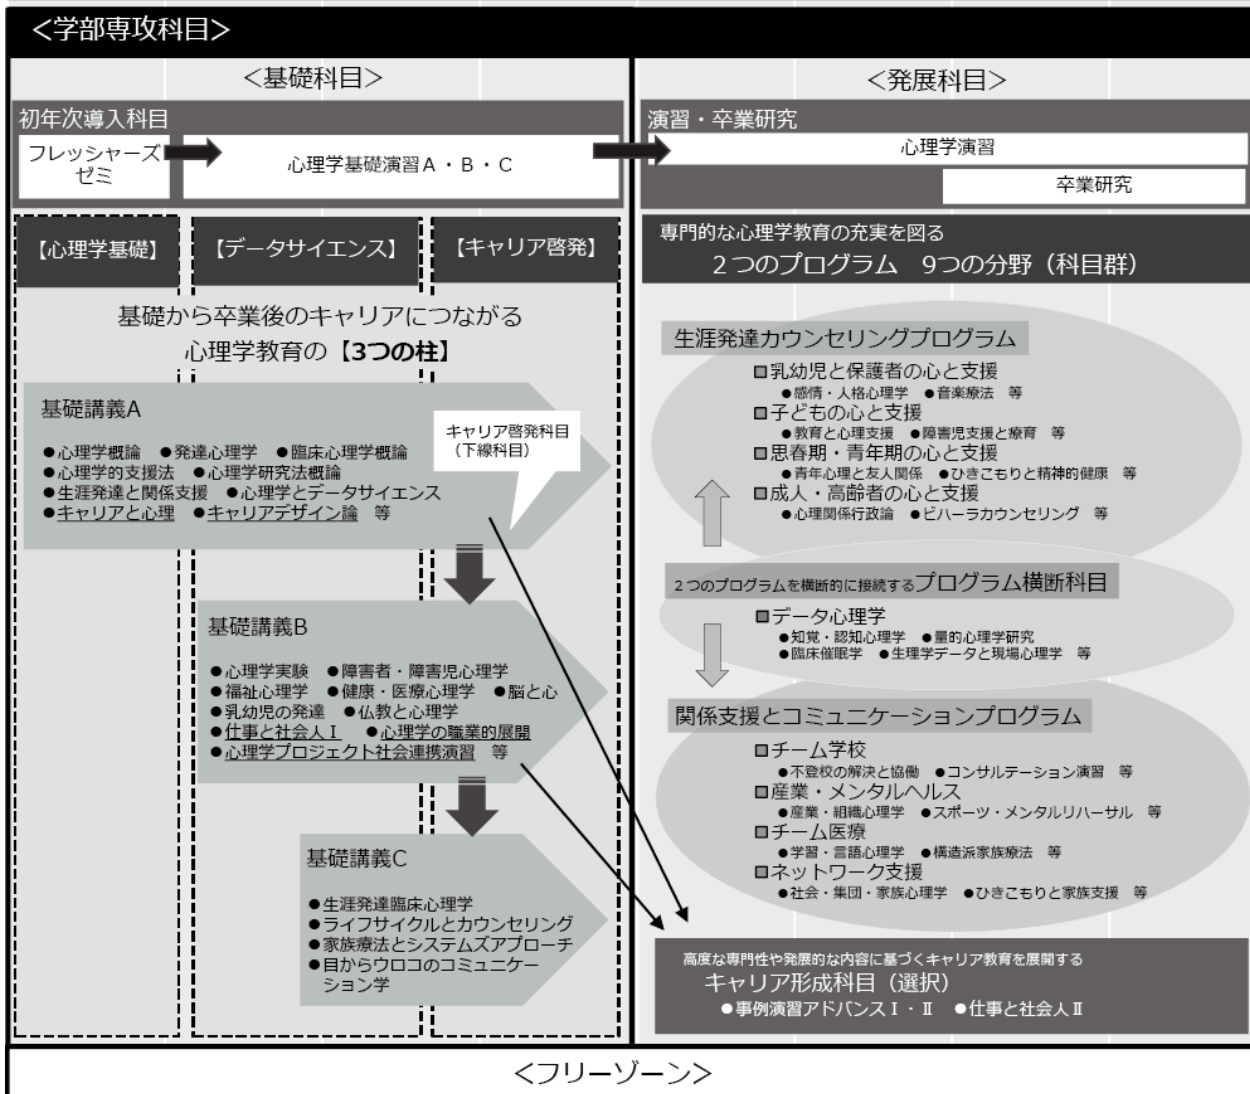 ＜学部専攻科目＞
＜基礎科目＞
初年次導入科目
フレッシャーズ
ゼミ
心理学基礎演習Ａ・Ｂ・Ｃ
【心理学基礎】
【データサイエンス】
【キャリア啓発】
基礎から卒業後のキャリアにつながる
心理学教育の【3つの柱】
基礎講義A
キャリア啓発科目
（下線科目）
●心理学概論　●発達心理学　●臨床心理学概論
●心理学的支援法　●心理学研究法概論
●生涯発達と関係支援　●心理学とデータサイエンス
●キャリアと心理　●キャリアデザイン論　等
基礎講義B
●心理学実験　●障害者・障害児心理学
●福祉心理学　●健康・医療心理学　●脳と心
●乳幼児の発達　●仏教と心理学
●仕事と社会人Ⅰ　●心理学の職業的展開
●心理学プロジェクト社会連携演習　等
基礎講義C
●生涯発達臨床心理学
●ライフサイクルとカウンセリング
●家族療法とシステムズアプローチ
●目からウロコのコミュニケー
ション学
＜発展科目＞
演習・卒業研究
心理学演習
卒業研究
専門的な心理学教育の充実を図る
２つのプログラム　9つの分野（科目群）
生涯発達カウンセリングプログラム
乳幼児と保護者の心と支援
●感情・人格心理学　●音楽療法　等
子どもの心と支援
●教育と心理支援　●障害児支援と療育　等
思春期・青年期の心と支援
●青年心理と友人関係　●ひきこもりと精神的健康　等
成人・高齢者の心と支援
●心理関係行政論　●ビハーラカウンセリング　等
２つのプログラムを横断的に接続するプログラム横断科目
データ心理学
●知覚・認知心理学　●量的心理学研究
●臨床催眠学　●生理学データと現場心理学　等
関係支援とコミュニケーションプログラム
チーム学校
●不登校の解決と協働　●コンサルテーション演習　等
産業・メンタルヘルス
●産業・組織心理学　●スポーツ・メンタルリハーサル　等
チーム医療
●学習・言語心理学　●構造派家族療法　等
ネットワーク支援
●社会・集団・家族心理学　●ひきこもりと家族支援　等
高度な専門性や発展的な内容に基づくキャリア教育を展開する
キャリア形成科目（選択）
●事例演習アドバンスⅠ・Ⅱ　●仕事と社会人Ⅱ
＜フリーゾーン＞